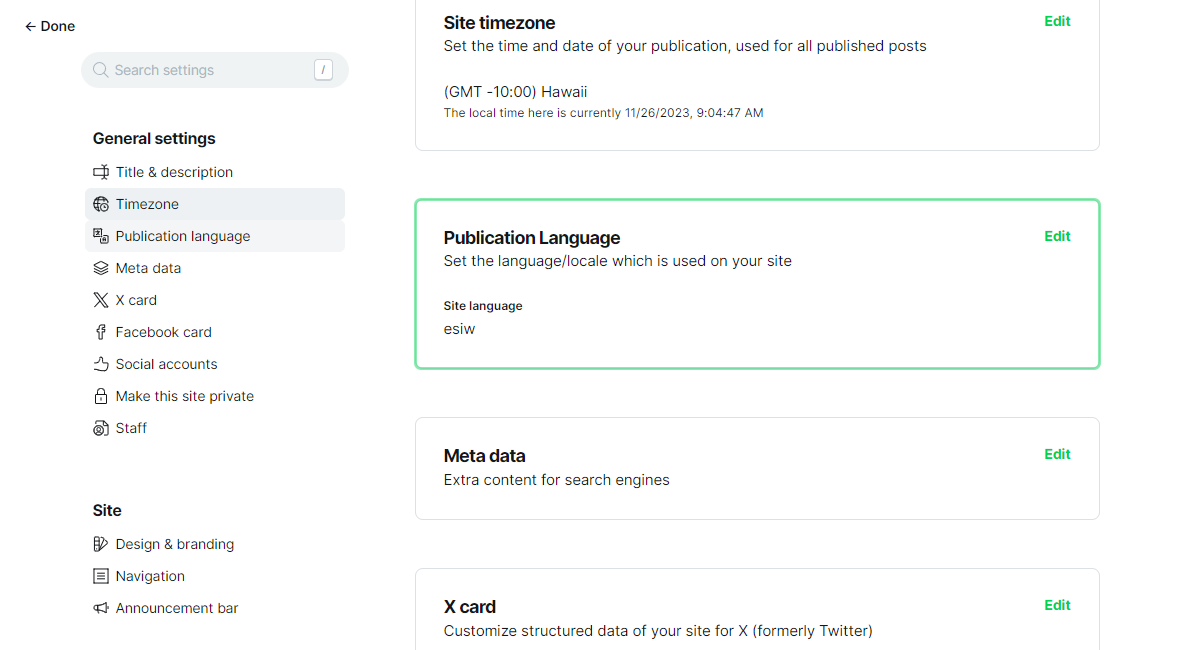 ← Done
Search settings /
General settings
Title & description
Timezone
Publication language
Meta data
X card
Facebook card
Social accounts
Make this site private
Staff
Site
Design & branding
Navigation
Announcement bar
Site timezone Edit
Set the time and date of your publication, used for all published posts
(GMT -10:00) Hawaii
The local time here is currently 11/26/2023, 9:04:47 AM
Publication Language Edit
Set the language/locale which is used on your site
Site language
esiw
Meta data Edit
Extra content for search engines
X card Edit
Customize structured data of your site for X (formerly Twitter)